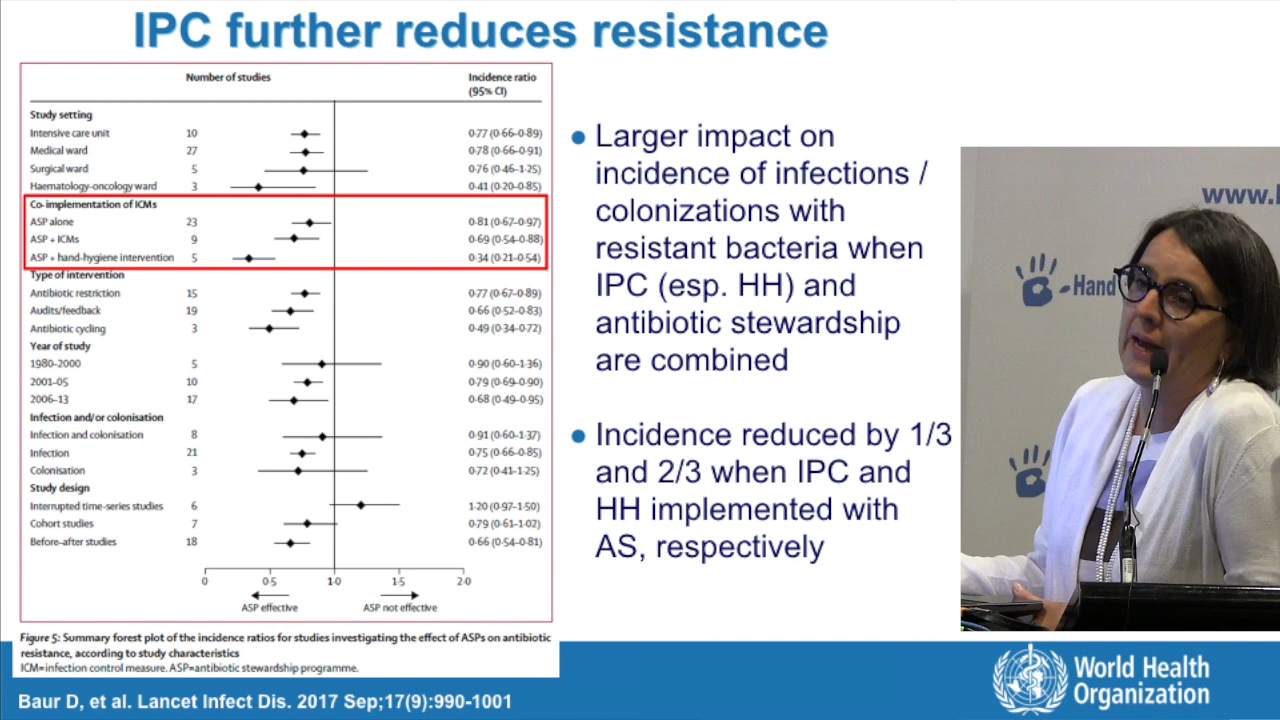 IPC further reduces resistance
Number of studies Incidence ratio
(95% CI)
Study setting
Intensive care unit 10 0·77 (0·66–0·89)
Medical ward 27 0·78 (0·66–0·91)
Surgical ward 5 0·76 (0·46–1·25)
Haematology-oncology ward 3 0·41 (0·20–0·85)
Co-implementation of ICMs
ASP alone 23 0·81 (0·67–0·97)
ASP + ICMs 9 0·69 (0·54–0·88)
ASP + hand-hygiene intervention 5 0·34 (0·21–0·54)
Type of intervention
Antibiotic restriction 15 0·77 (0·67–0·89)
Audits/feedback 19 0·66 (0·52–0·83)
Antibiotic cycling 3 0·49 (0·34–0·72)
Year of study
1980–2000 5 0·90 (0·60–1·36)
2001–05 10 0·79 (0·69–0·90)
2006–13 17 0·68 (0·49–0·95)
Infection and/or colonisation
Infection and colonisation 8 0·91 (0·60–1·37)
Infection 21 0·75 (0·66–0·85)
Colonisation 3 0·72 (0·41–1·25)
Study design
Interrupted time-series studies 6 1·20 (0·97–1·50)
Cohort studies 7 0·79 (0·61–1·02)
Before–after studies 18 0·66 (0·54–0·81)
0 0·5 1·0 1·5 2·0
ASP effective ASP not effective
Figure 5: Summary forest plot of the incidence ratios for studies investigating the effect of ASPs on antibiotic
resistance, according to study characteristics
ICM=infection control measure. ASP=antibiotic stewardship programme.
• Larger impact on
incidence of infections /
colonizations with
resistant bacteria when
IPC (esp. HH) and
antibiotic stewardship
are combined
• Incidence reduced by 1/3
and 2/3 when IPC and
HH implemented with
AS, respectively
www.
- Hand
Baur D, et al. Lancet Infect Dis. 2017 Sep;17(9):990-1001
World Health
Organization